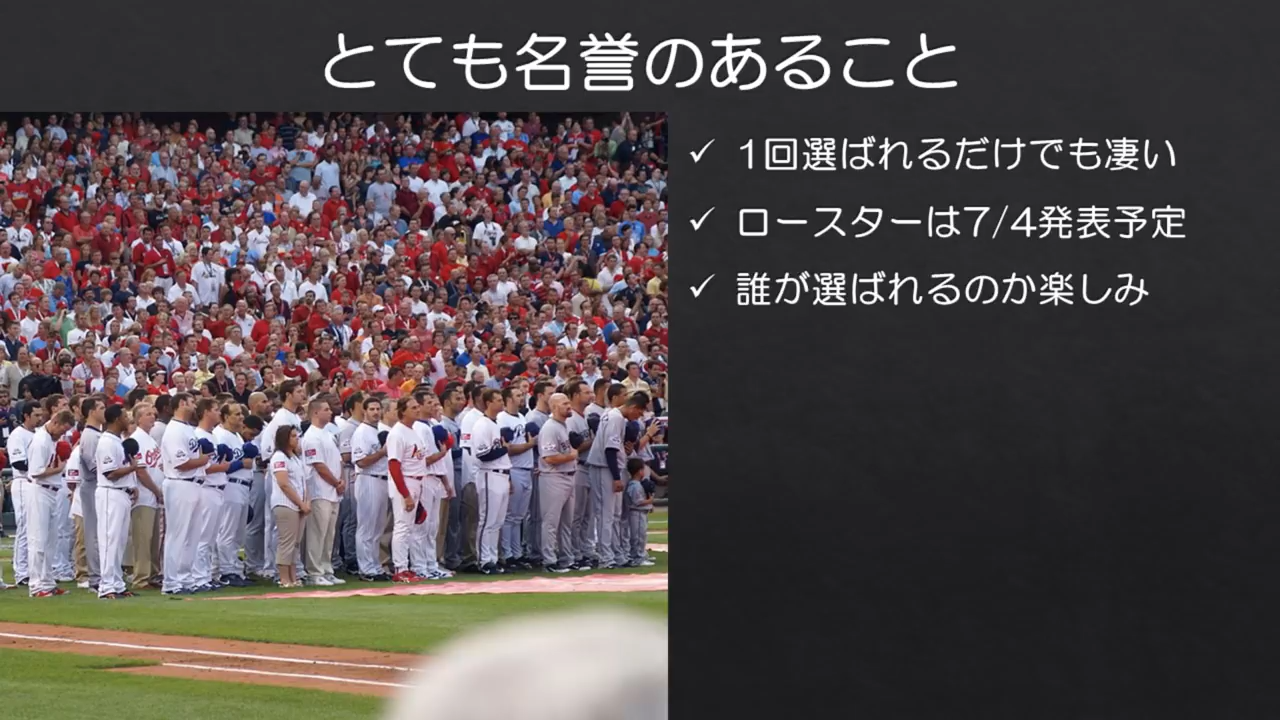 とても名誉のあること
✓ 1回選ばれるだけでも凄い
✓ ロースターは7/4発表予定
✓ 誰が選ばれるのか楽しみ